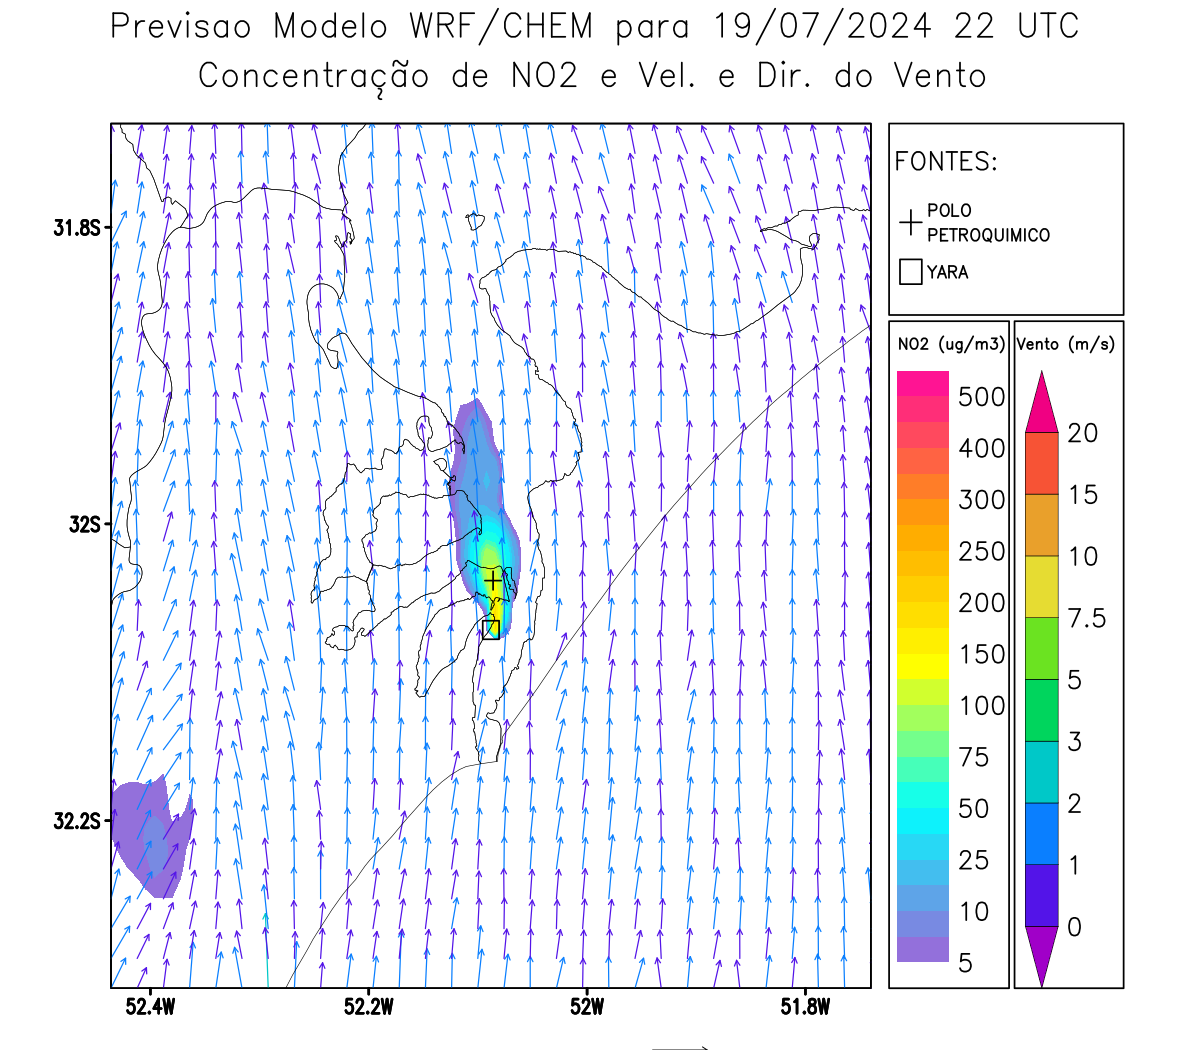 Previsao Modelo WRF/CHEM para 19/07/2024 22 UTC
Concentração de NO2 e Vel. e Dir. do Vento
FONTES:
POLO
PETROQUIMICO
YARA
NO2 (ug/m3)
500
400
300
250
200
150
100
75
50
25
10
5
Vento (m/s)
20
15
10
7.5
5
3
2
1
0
31.8S
32S
32.2S
52.4W 52.2W 52W 51.8W